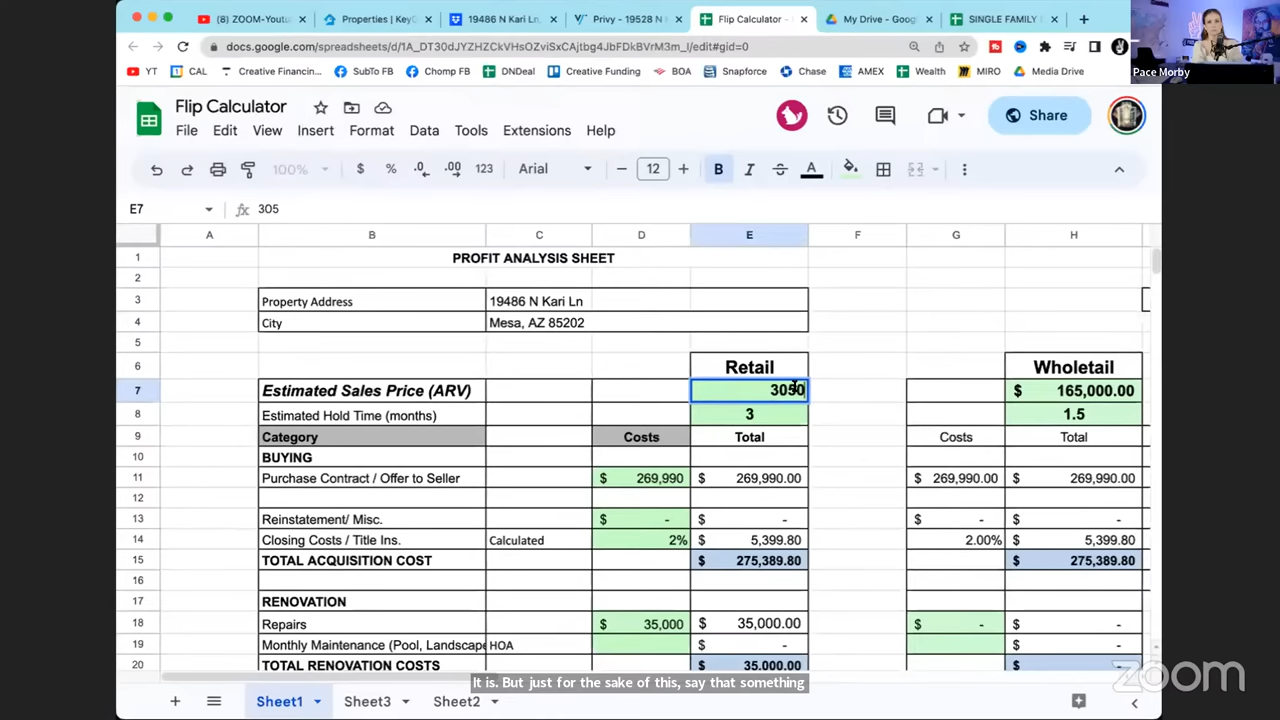 ZOOM-Youtu
Properties | KeyG
19486 N Kari Ln,
Privy - 19528 N
Flip Calculator -
My Drive - Goog
SINGLE FAMILY
docs.google.com/spreadsheets/d/1A_DT30dJYZHZCkVHsOZviSxCAjtbg4JbFDkBVrM3m_I/edit#gid=0
YT
CAL
Creative Financin...
SubTo FB
Chomp FB
DNDeal
Creative Funding
BOA
Snapforce
Chase
AMEX
Wealth
MIRO
Media Drive
Pace Morby
Flip Calculator
File Edit View Insert Format Data Tools Extensions Help
Share
100% $ % .0 .00 123 Arial 12 B I S A
E7 fx 305
A B C D E F G H
1 PROFIT ANALYSIS SHEET
2
3 Property Address 19486 N Kari Ln
4 City Mesa, AZ 85202
5
6 Retail Wholetail
7 Estimated Sales Price (ARV) 3050 $ 165,000.00
8 Estimated Hold Time (months) 3 1.5
9 Category Costs Total Costs Total
10 BUYING
11 Purchase Contract / Offer to Seller $ 269,990 $ 269,990.00 $ 269,990.00 $ 269,990.00
12
13 Reinstatement/ Misc. $ - $ - $ - $ -
14 Closing Costs / Title Ins. Calculated 2% $ 5,399.80 2.00% $ 5,399.80
15 TOTAL ACQUISITION COST $ 275,389.80 $ 275,389.80
16
17 RENOVATION
18 Repairs $ 35,000 $ 35,000.00 $ - $ -
19 Monthly Maintenance (Pool, Landscape HOA $ - $ -
20 TOTAL RENOVATION COSTS $ 35,000.00 $ -
It is. But just for the sake of this, say that something
Sheet1 Sheet3 Sheet2
zoom